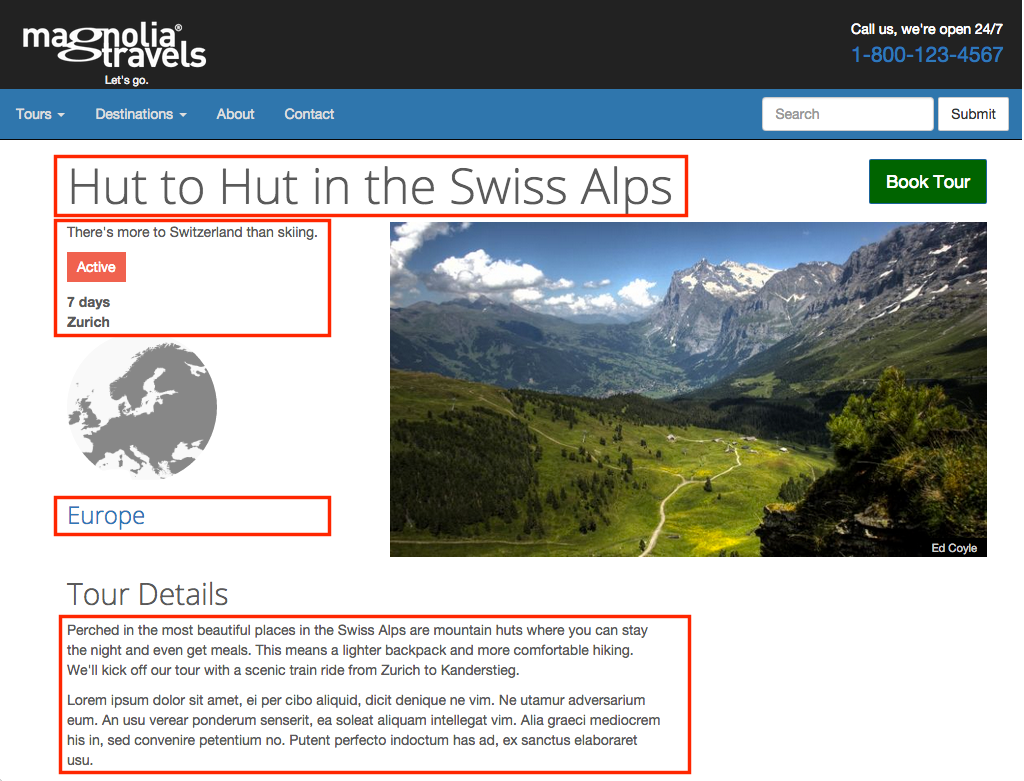 magnolia®
travels
Let's go.
Call us, we're open 24/7
1-800-123-4567
Tours
Destinations
About
Contact
Search
Submit
Hut to Hut in the Swiss Alps
Book Tour
There's more to Switzerland than skiing.
Active
7 days
Zurich
Europe
Ed Coyle
Tour Details
Perched in the most beautiful places in the Swiss Alps are mountain huts where you can stay
the night and even get meals. This means a lighter backpack and more comfortable hiking.
We'll kick off our tour with a scenic train ride from Zurich to Kanderstieg.
Lorem ipsum dolor sit amet, ei per cibo aliquid, dicit denique ne vim. Ne utamur adversarium
eum. An usu verear ponderum senserit, ea soleat aliquam intellegat vim. Alia graeci mediocrem
his in, sed convenire petentium no. Putent perfecto indoctum has ad, ex sanctus elaboraret
usu.